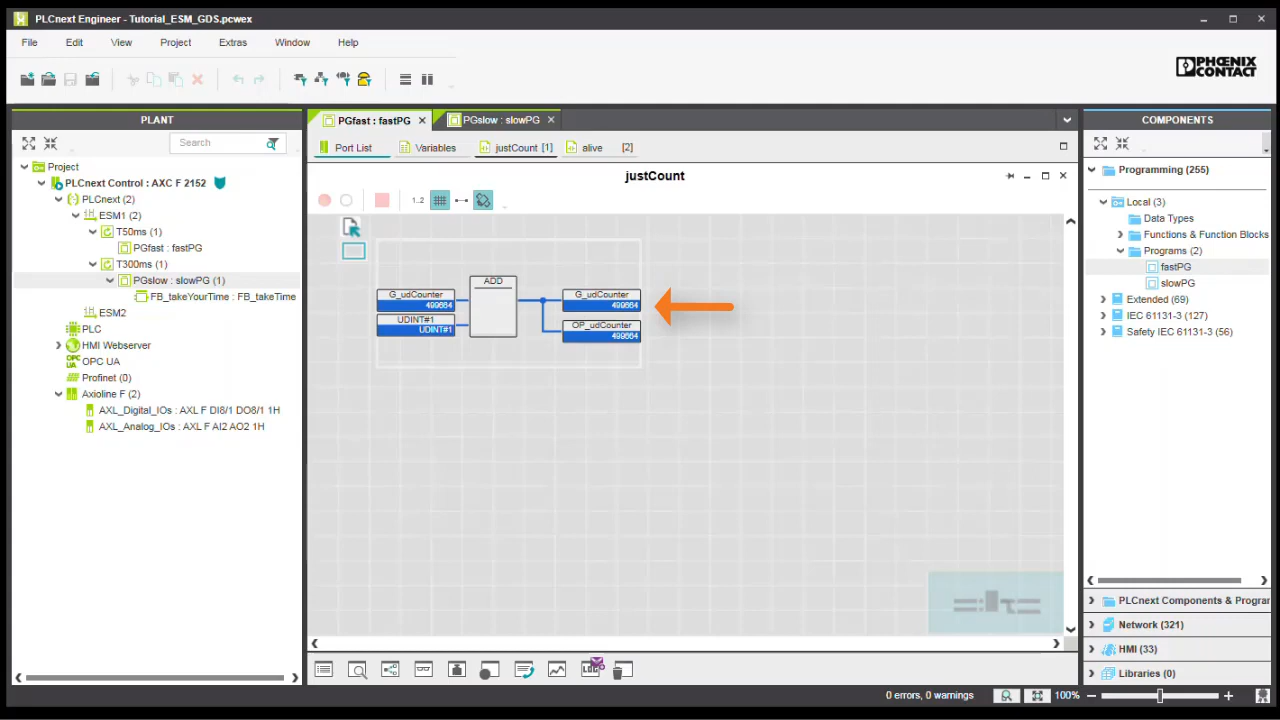 PLCnext Engineer - Tutorial_ESM_GDS.pcwex
File Edit View Project Extras Window Help
PHŒNIX
CONTACT
PLANT
Search
Project
PLCnext Control : AXC F 2152
PLCnext (2)
ESM1 (2)
T50ms (1)
PGfast : fastPG
T300ms (1)
PGslow : slowPG (1)
FB_takeYourTime : FB_takeTime
ESM2
PLC
HMI Webserver
OPC UA
Profinet (0)
Axioline F (2)
AXL_Digital_IOs : AXL F DI8/1 DO8/1 1H
AXL_Analog_IOs : AXL F AI2 AO2 1H
PGfast : fastPG
PGslow : slowPG
Port List
Variables
justCount [1]
alive [2]
justCount
1..2
ADD
G_udCounter
499664
UDINT#1
UDINT#1
G_udCounter
499664
OP_udCounter
499664
COMPONENTS
Programming (255)
Local (3)
Data Types
Functions & Function Blocks
Programs (2)
fastPG
slowPG
Extended (69)
IEC 61131-3 (127)
Safety IEC 61131-3 (56)
PLCnext Components & Prograr
Network (321)
HMI (33)
Libraries (0)
LOG
0 errors, 0 warnings
100%